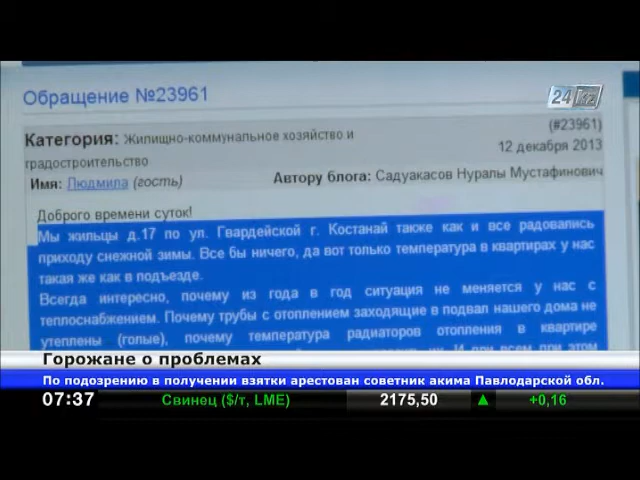 Обращение №23961
24 KZ
(#23961)
Категория: Жилищно-коммунальное хозяйство и
12 декабря 2013
градостроительство
Имя: Людмила (гость)
Автору блога: Садуакасов Нуралы Мустафинович
Доброго времени суток!
Мы жильцы д.17 по ул. Гвардейской г. Костанай также как и все радовались
приходу снежной зимы. Все бы ничего, да вот только температура в квартирах у нас
такая же как в подъезде.
Всегда интересно, почему из года в год ситуация не меняется у нас с
теплоснабжением. Почему трубы с отоплением заходящие в подвал нашего дома не
утеплены (голые), почему температура радиаторов отопления в квартире
их. И при всем при этом
Горожане о проблемах
По подозрению в получении взятки арестован советник акима Павлодарской обл.
07:37
Свинец ($/т, LME)
2175,50
▲
+0,16